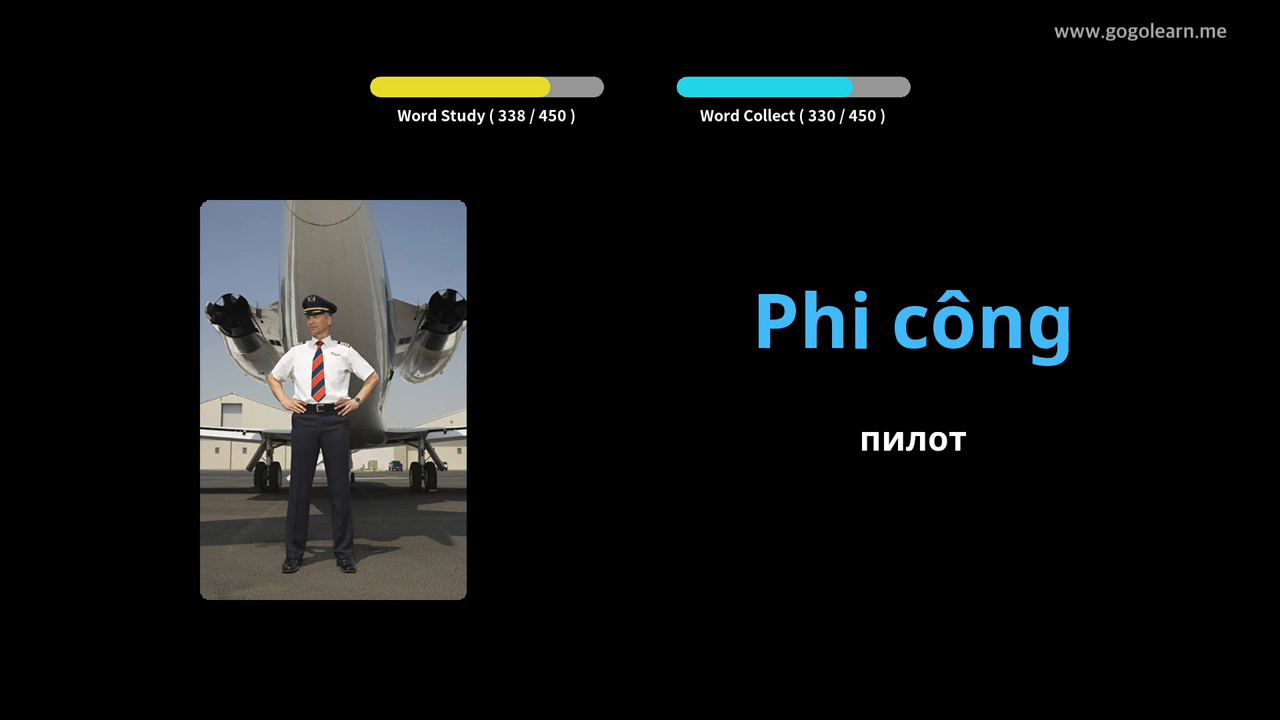 www.gogolearn.me
Word Study ( 338 / 450 )
Word Collect ( 330 / 450 )
Phi công
пилот